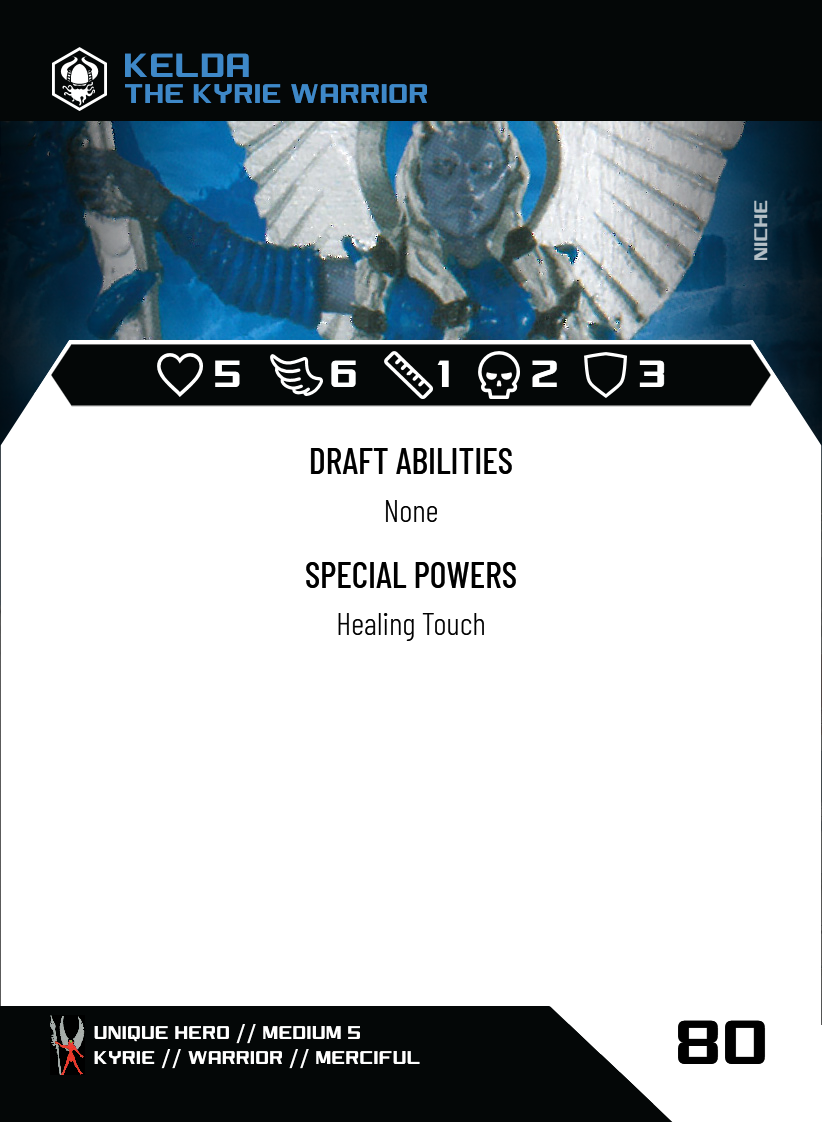 KELDA
THE KYRIE WARRIOR
NICHE
5 6 1 2 3
DRAFT ABILITIES
None
SPECIAL POWERS
Healing Touch
UNIQUE HERO // MEDIUM 5
KYRIE // WARRIOR // MERCIFUL
80